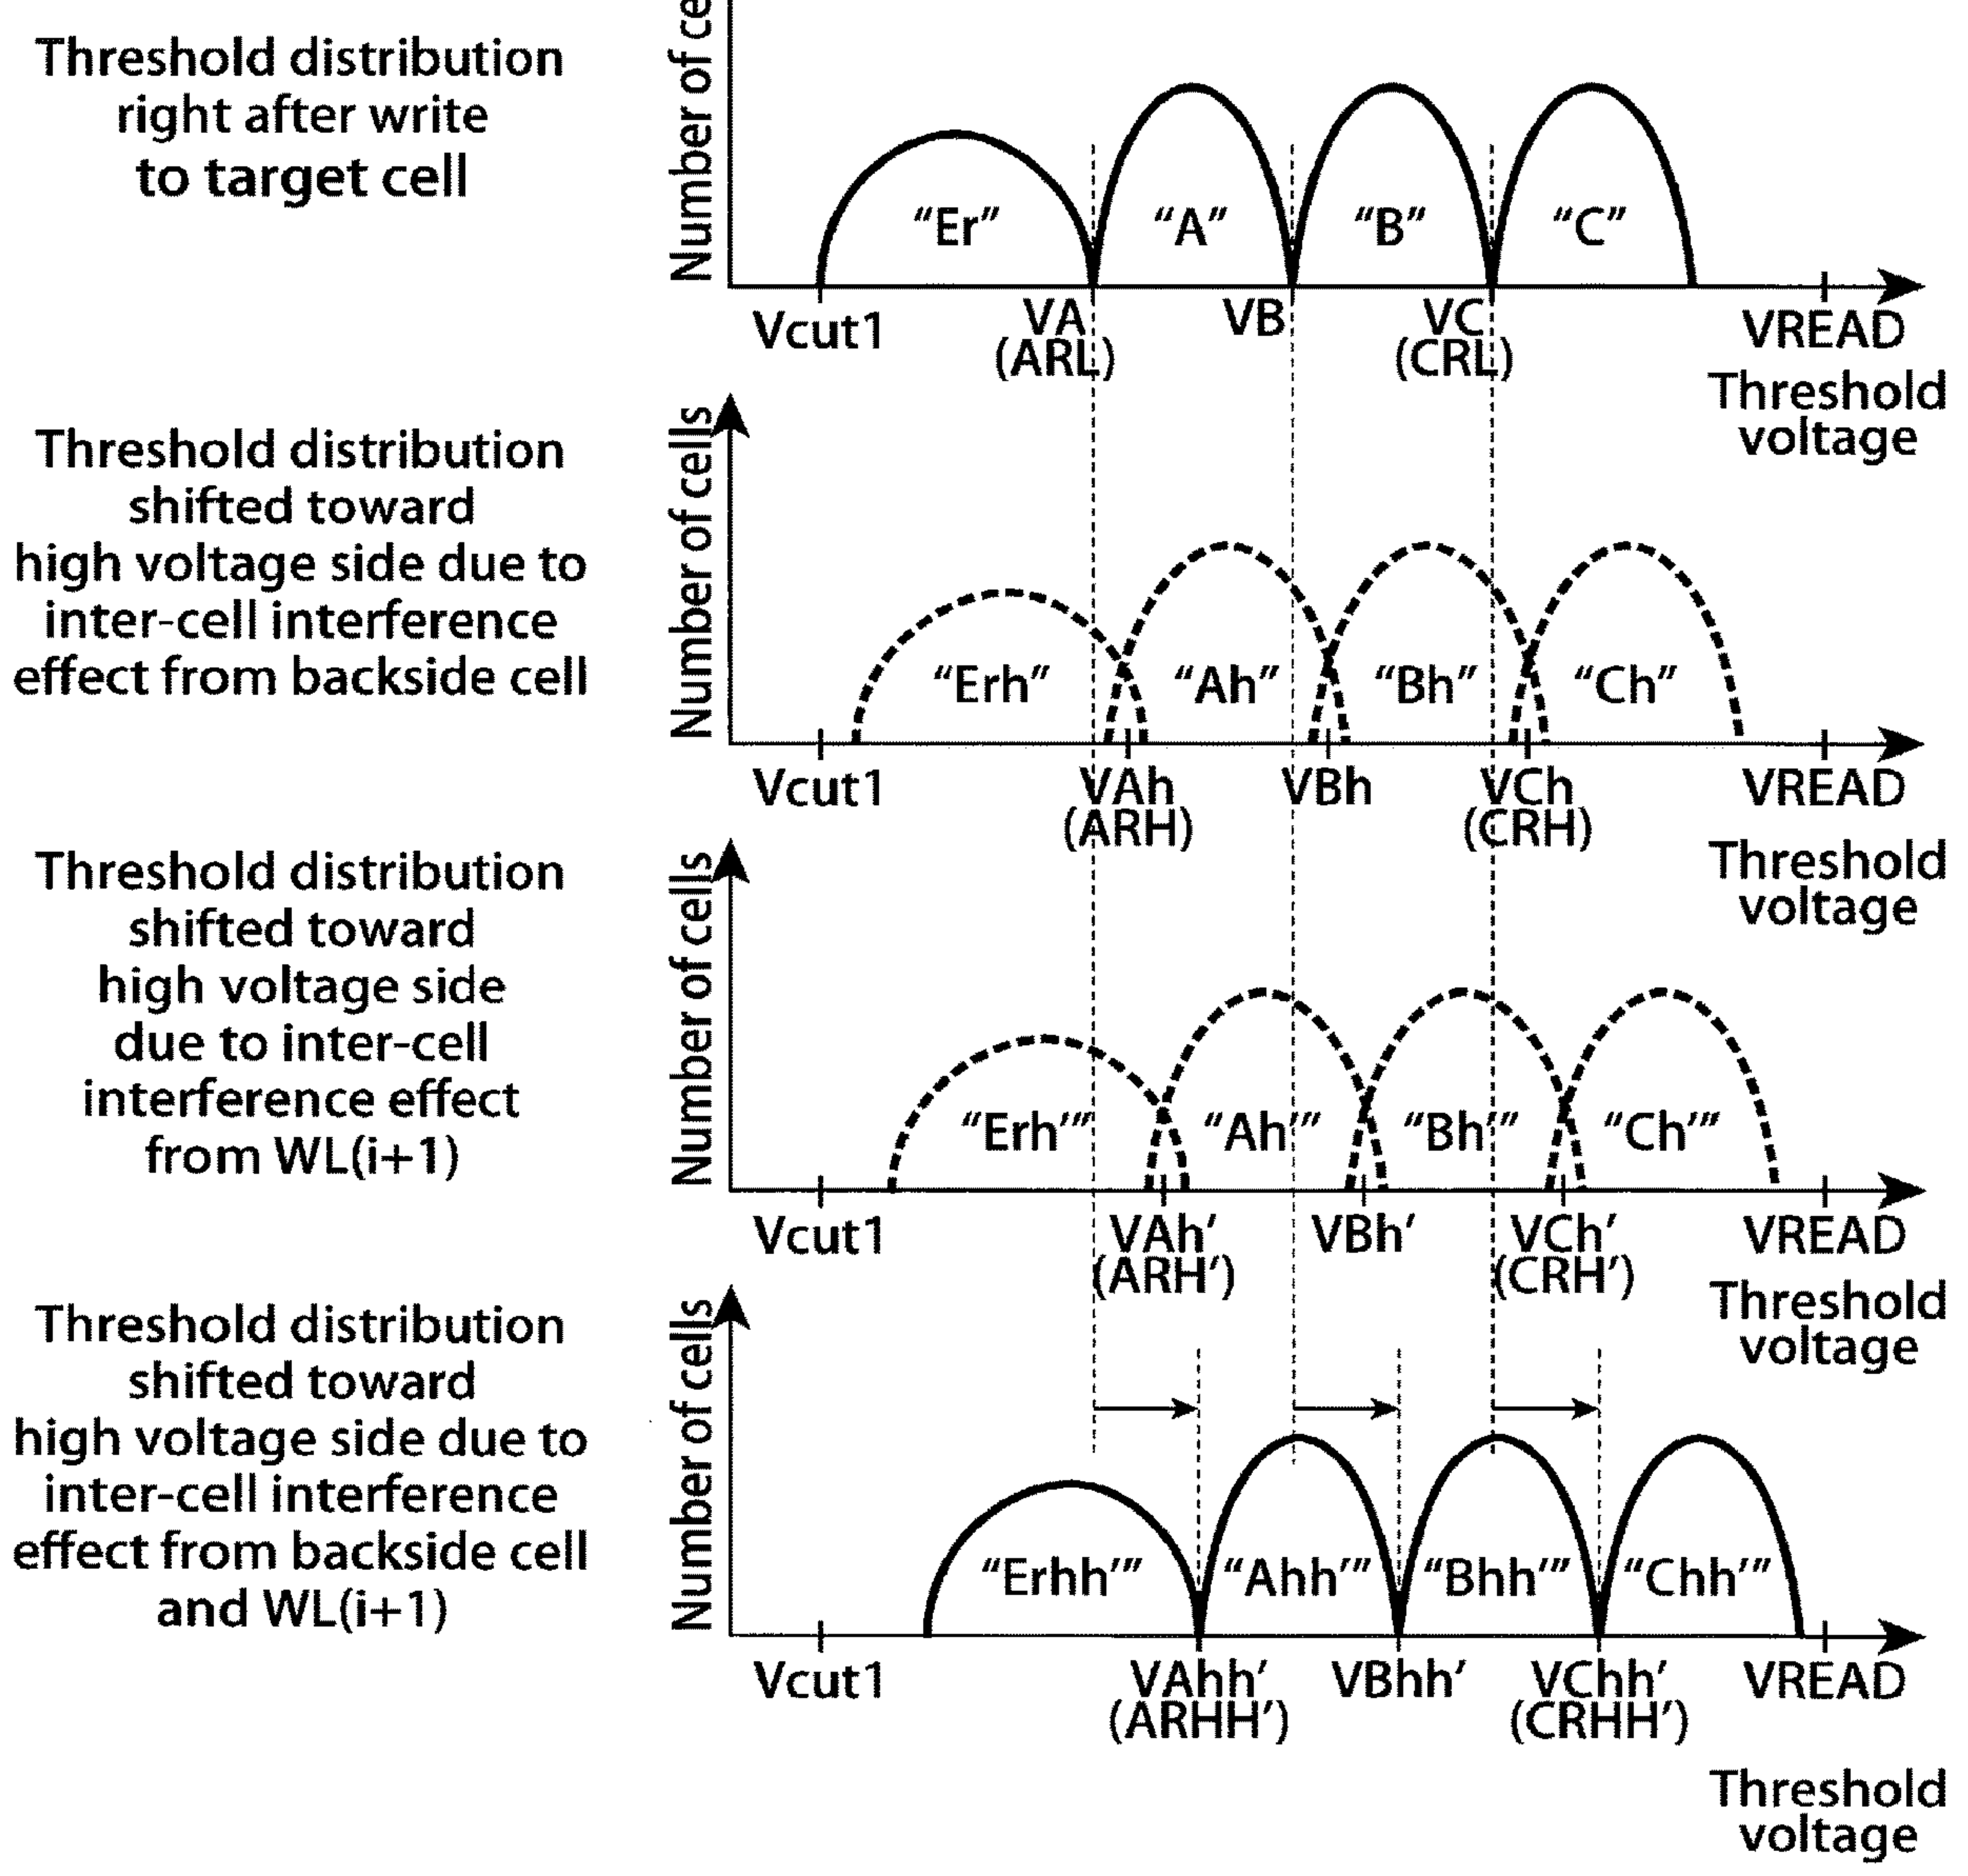 Threshold distribution
right after write
to target cell
Number of ce
“Er”
“A”
“B”
“C”
Vcut1
VA
(ARL)
VB
VC
(CRL)
VREAD
Threshold
voltage
Threshold distribution
shifted toward
high voltage side due to
inter-cell interference
effect from backside cell
Number of cells
“Erh”
“Ah”
“Bh”
“Ch”
Vcut1
VAh
(ARH)
VBh
VCh
(CRH)
VREAD
Threshold
voltage
Threshold distribution
shifted toward
high voltage side
due to inter-cell
interference effect
from WL(i+1)
Number of cells
“Erh’”
“Ah’”
“Bh’”
“Ch’”
Vcut1
VAh’
(ARH’)
VBh’
VCh’
(CRH’)
VREAD
Threshold
voltage
Threshold distribution
shifted toward
high voltage side due to
inter-cell interference
effect from backside cell
and WL(i+1)
Number of cells
“Erhh’”
“Ahh’”
“Bhh’”
“Chh’”
Vcut1
VAhh’
(ARHH’)
VBhh’
VChh’
(CRHH’)
VREAD
Threshold
voltage